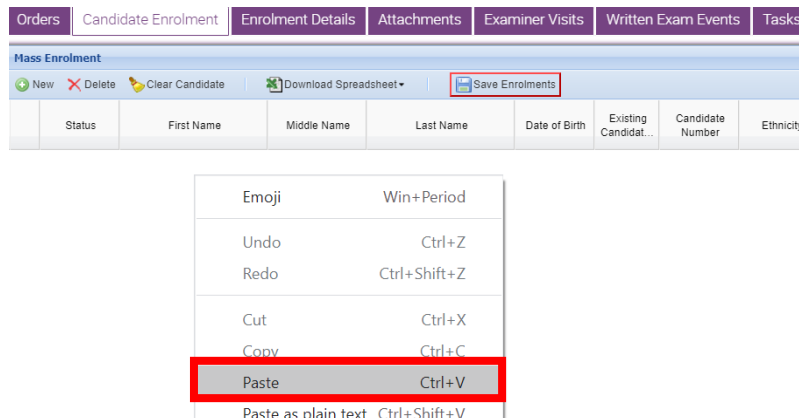 Orders Candidate Enrolment Enrolment Details Attachments Examiner Visits Written Exam Events Tasks
Mass Enrolment
New Delete Clear Candidate Download Spreadsheet Save Enrolments
Status First Name Middle Name Last Name Date of Birth Existing Candidat... Candidate Number Ethnicity
Emoji Win+Period
Undo Ctrl+Z
Redo Ctrl+Shift+Z
Cut Ctrl+X
Copy Ctrl+C
Paste Ctrl+V
Paste as plain text Ctrl+Shift+V